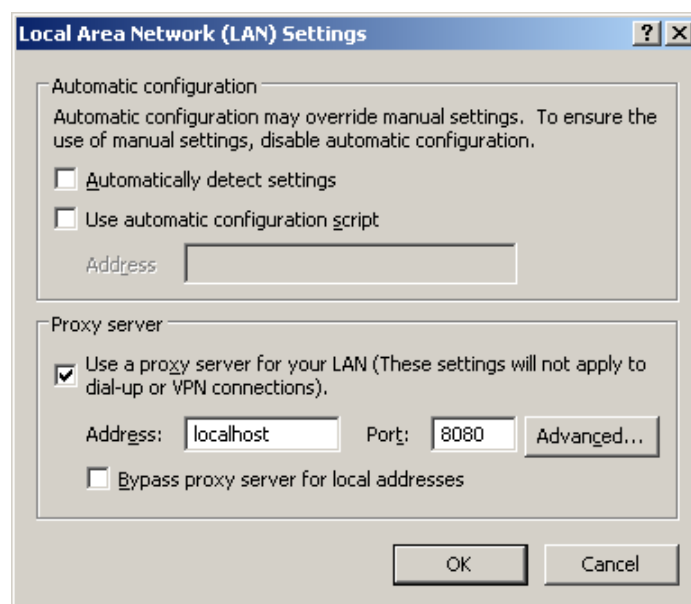 Local Area Network (LAN) Settings
Automatic configuration
Automatic configuration may override manual settings. To ensure the
use of manual settings, disable automatic configuration.
Automatically detect settings
Use automatic configuration script
Address
Proxy server
Use a proxy server for your LAN (These settings will not apply to
dial-up or VPN connections).
Address: localhost Port: 8080 Advanced...
Bypass proxy server for local addresses
OK Cancel